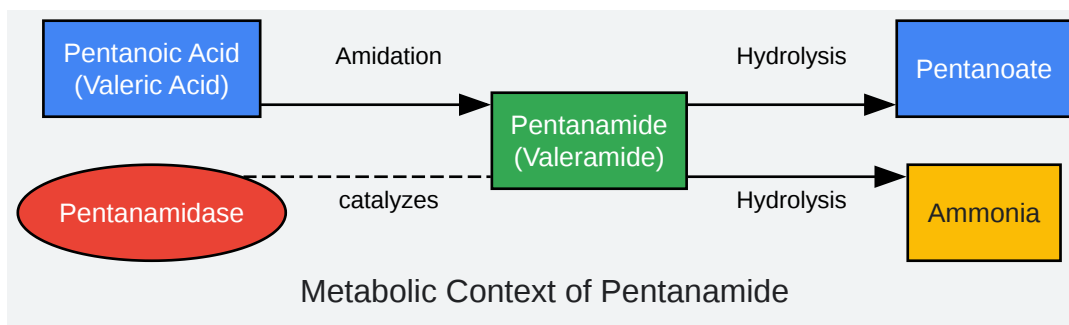 Pentanoic Acid
(Valeric Acid)
Amidation
Hydrolysis
Pentanoate
Pentanamide
(Valeramide)
Pentanamidase
catalyzes
Hydrolysis
Ammonia
Metabolic Context of Pentanamide